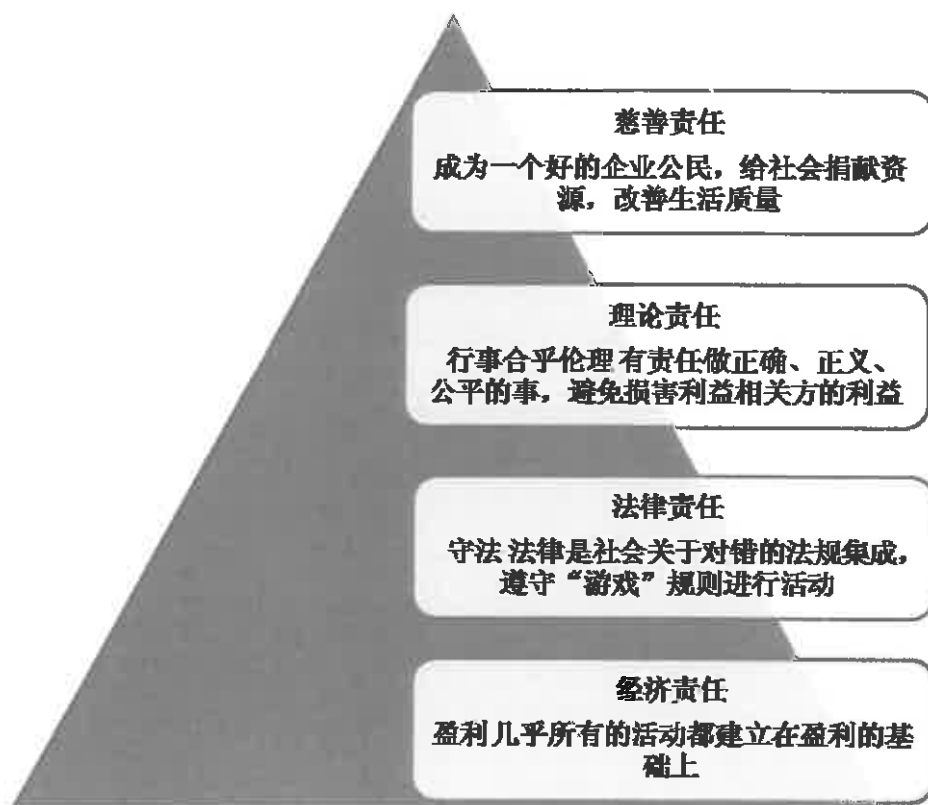 慈善责任
成为一个好的企业公民，给社会捐献资
源，改善生活质量
理论责任
行事合乎伦理 有责任做正确、正义、
公平的事，避免损害利益相关方的利益
法律责任
守法 法律是社会关于对错的法规集成，
遵守“游戏”规则进行活动
经济责任
盈利 几乎所有的活动都建立在盈利的基
础上